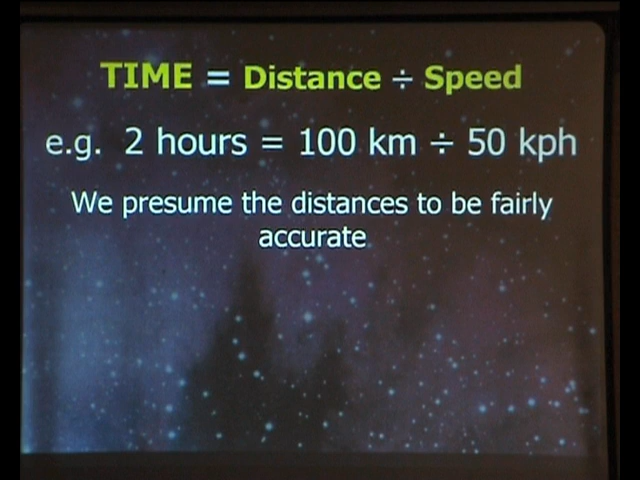 TIME = Distance ÷ Speed
e.g. 2 hours = 100 km ÷ 50 kph
We presume the distances to be fairly
accurate